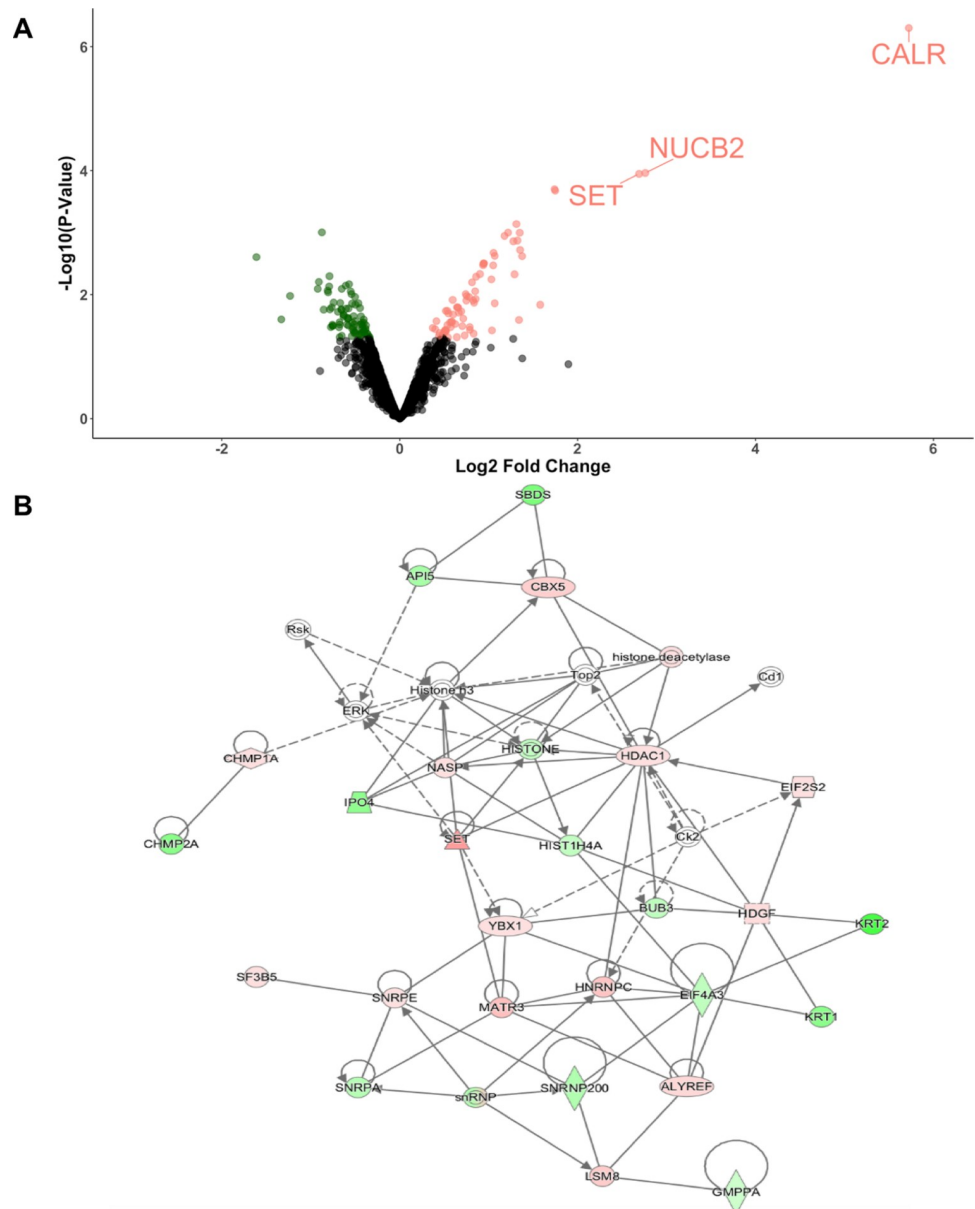 A
6
CALR
NUCB2
4
SET
-Log10(P-Value)
2
0
-2
0
2
4
6
Log2 Fold Change
B
SBDS
API5
CBX5
Rsk
histone deacetylase
Top2
Cd1
Histone h3
ERK
HISTONE
HDAC1
CHMP1A
NASP
EIF2S2
IPO4
Ck2
SET
CHMP2A
HIST1H4A
BUB3
HDGF
YBX1
KRT2
SF3B5
HNRNPC
SNRPE
EIF4A3
MATR3
KRT1
SNRPA
snRNP
SNRNP200
ALYREF
LSM8
GMPPA